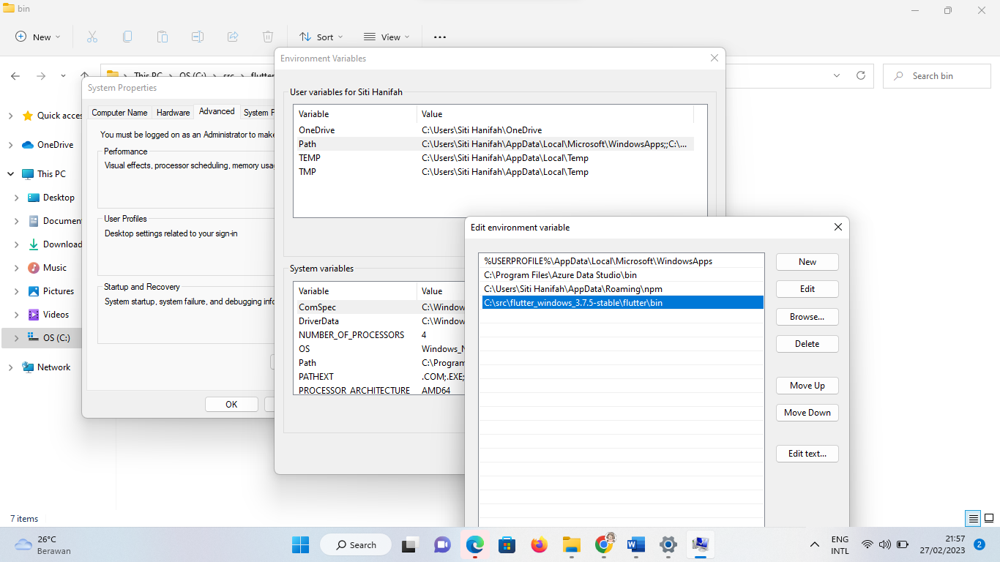 bin
New
Sort
View
This PC
OS (C:)
src
Search bin
Quick acces
OneDrive
This PC
Desktop
Documen
Download
Music
Pictures
Videos
OS (C:)
Network
7 items
System Properties
Computer Name
Hardware
Advanced
System P
You must be logged on as an Administrator to make
Performance
Visual effects, processor scheduling, memory usa
User Profiles
Desktop settings related to your sign-in
Startup and Recovery
System startup, system failure, and debugging info
OK
Environment Variables
User variables for Siti Hanifah
Variable Value
OneDrive C:\Users\Siti Hanifah\OneDrive
Path C:\Users\Siti Hanifah\AppData\Local\Microsoft\WindowsApps;;C:\...
TEMP C:\Users\Siti Hanifah\AppData\Local\Temp
TMP C:\Users\Siti Hanifah\AppData\Local\Temp
System variables
Variable Value
ComSpec C:\Window
DriverData C:\Window
NUMBER_OF_PROCESSORS 4
OS Windows_N
Path C:\Program
PATHEXT .COM;.EXE;
PROCESSOR_ARCHITECTURE AMD64
Edit environment variable
%USERPROFILE%\AppData\Local\Microsoft\WindowsApps
C:\Program Files\Azure Data Studio\bin
C:\Users\Siti Hanifah\AppData\Roaming\npm
C:\src\flutter_windows_3.7.5-stable\flutter\bin
New
Edit
Browse...
Delete
Move Up
Move Down
Edit text...
26°C
Berawan
Search
ENG
INTL
21:57
27/02/2023
2